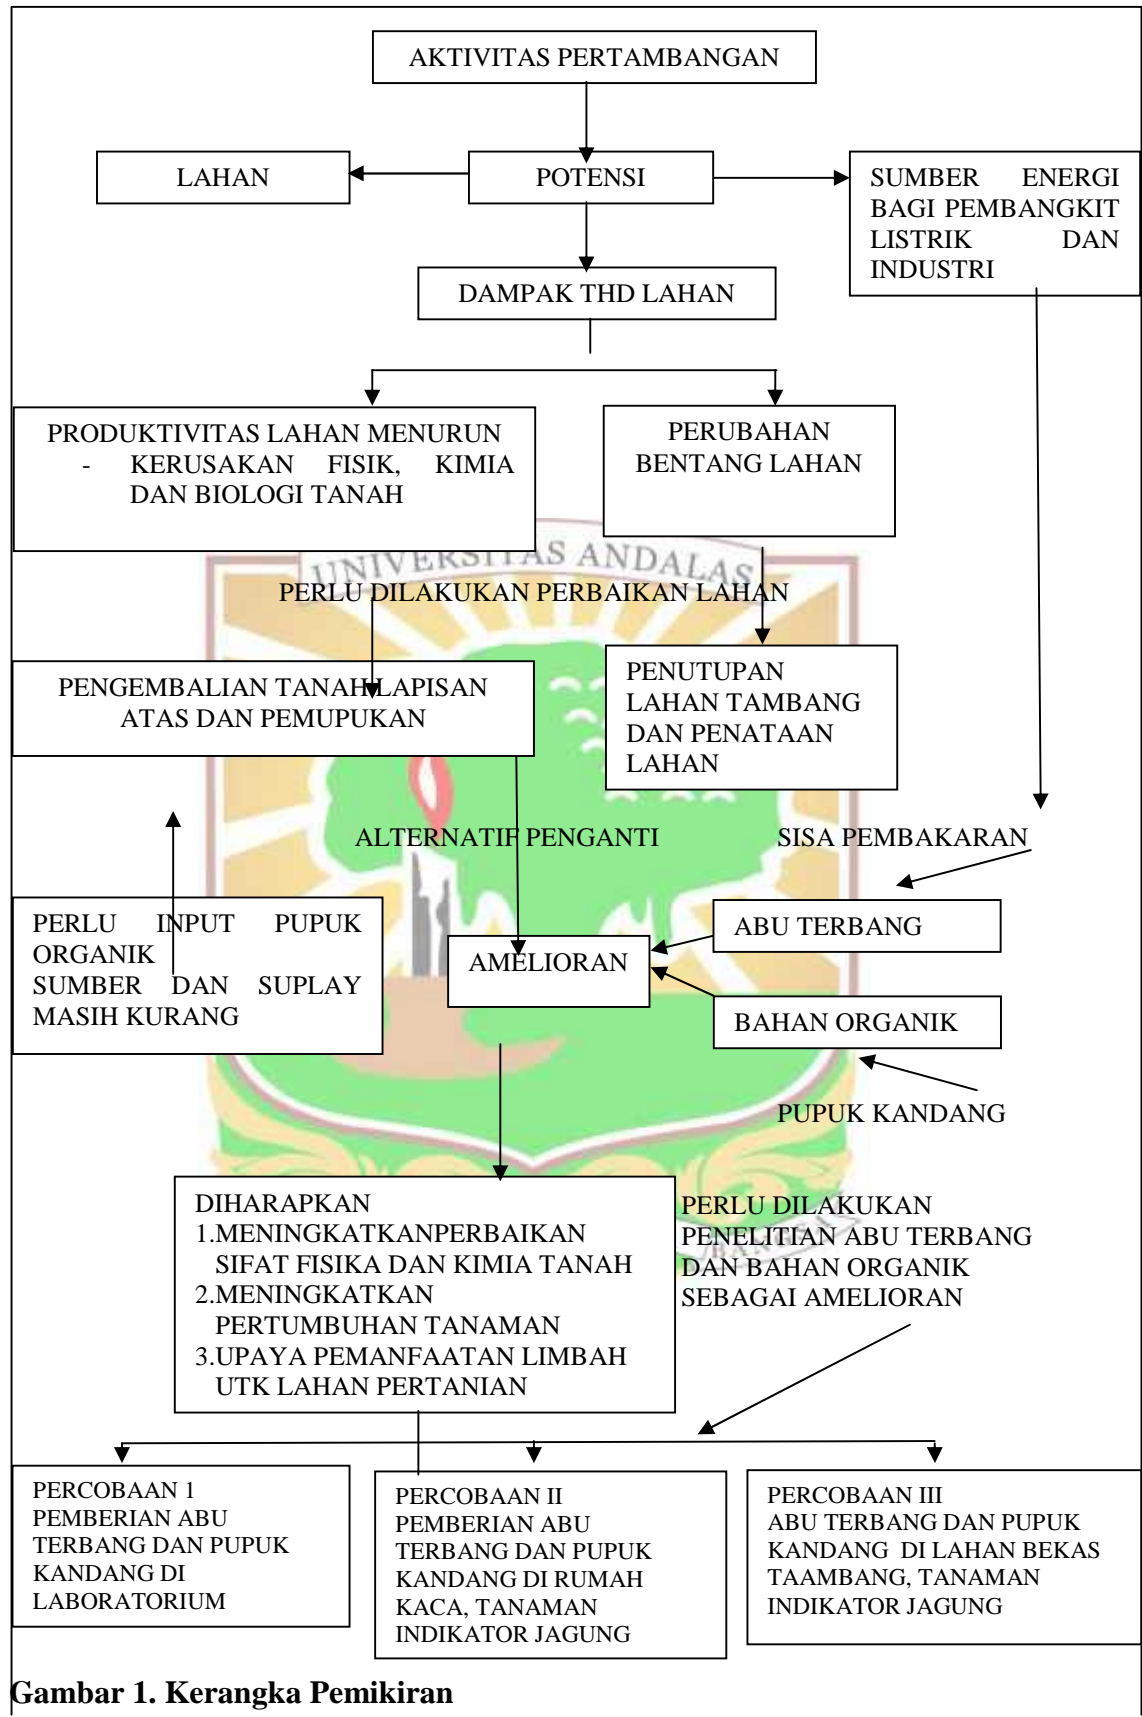 AKTIVITAS PERTAMBANGAN
LAHAN
POTENSI
SUMBER ENERGI
BAGI PEMBANGKIT
LISTRIK DAN
INDUSTRI
DAMPAK THD LAHAN
PRODUKTIVITAS LAHAN MENURUN
- KERUSAKAN FISIK, KIMIA
DAN BIOLOGI TANAH
PERUBAHAN
BENTANG LAHAN
UNIVERSITAS ANDALAS
PERLU DILAKUKAN PERBAIKAN LAHAN
PENGEMBALIAN TANAH LAPISAN
ATAS DAN PEMUPUKAN
PENUTUPAN
LAHAN TAMBANG
DAN PENATAAN
LAHAN
ALTERNATIF PENGANTI
SISA PEMBAKARAN
PERLU INPUT PUPUK
ORGANIK
SUMBER DAN SUPLAY
MASIH KURANG
AMELIORAN
ABU TERBANG
BAHAN ORGANIK
PUPUK KANDANG
DIHARAPKAN
1.MENINGKATKANPERBAIKAN
SIFAT FISIKA DAN KIMIA TANAH
2.MENINGKATKAN
PERTUMBUHAN TANAMAN
3.UPAYA PEMANFAATAN LIMBAH
UTK LAHAN PERTANIAN
PERLU DILAKUKAN
PENELITIAN ABU TERBANG
DAN BAHAN ORGANIK
SEBAGAI AMELIORAN
BANGSA
PERCOBAAN 1
PEMBERIAN ABU
TERBANG DAN PUPUK
KANDANG DI
LABORATORIUM
PERCOBAAN II
PEMBERIAN ABU
TERBANG DAN PUPUK
KANDANG DI RUMAH
KACA, TANAMAN
INDIKATOR JAGUNG
PERCOBAAN III
ABU TERBANG DAN PUPUK
KANDANG DI LAHAN BEKAS
TAAMBANG, TANAMAN
INDIKATOR JAGUNG
Gambar 1. Kerangka Pemikiran